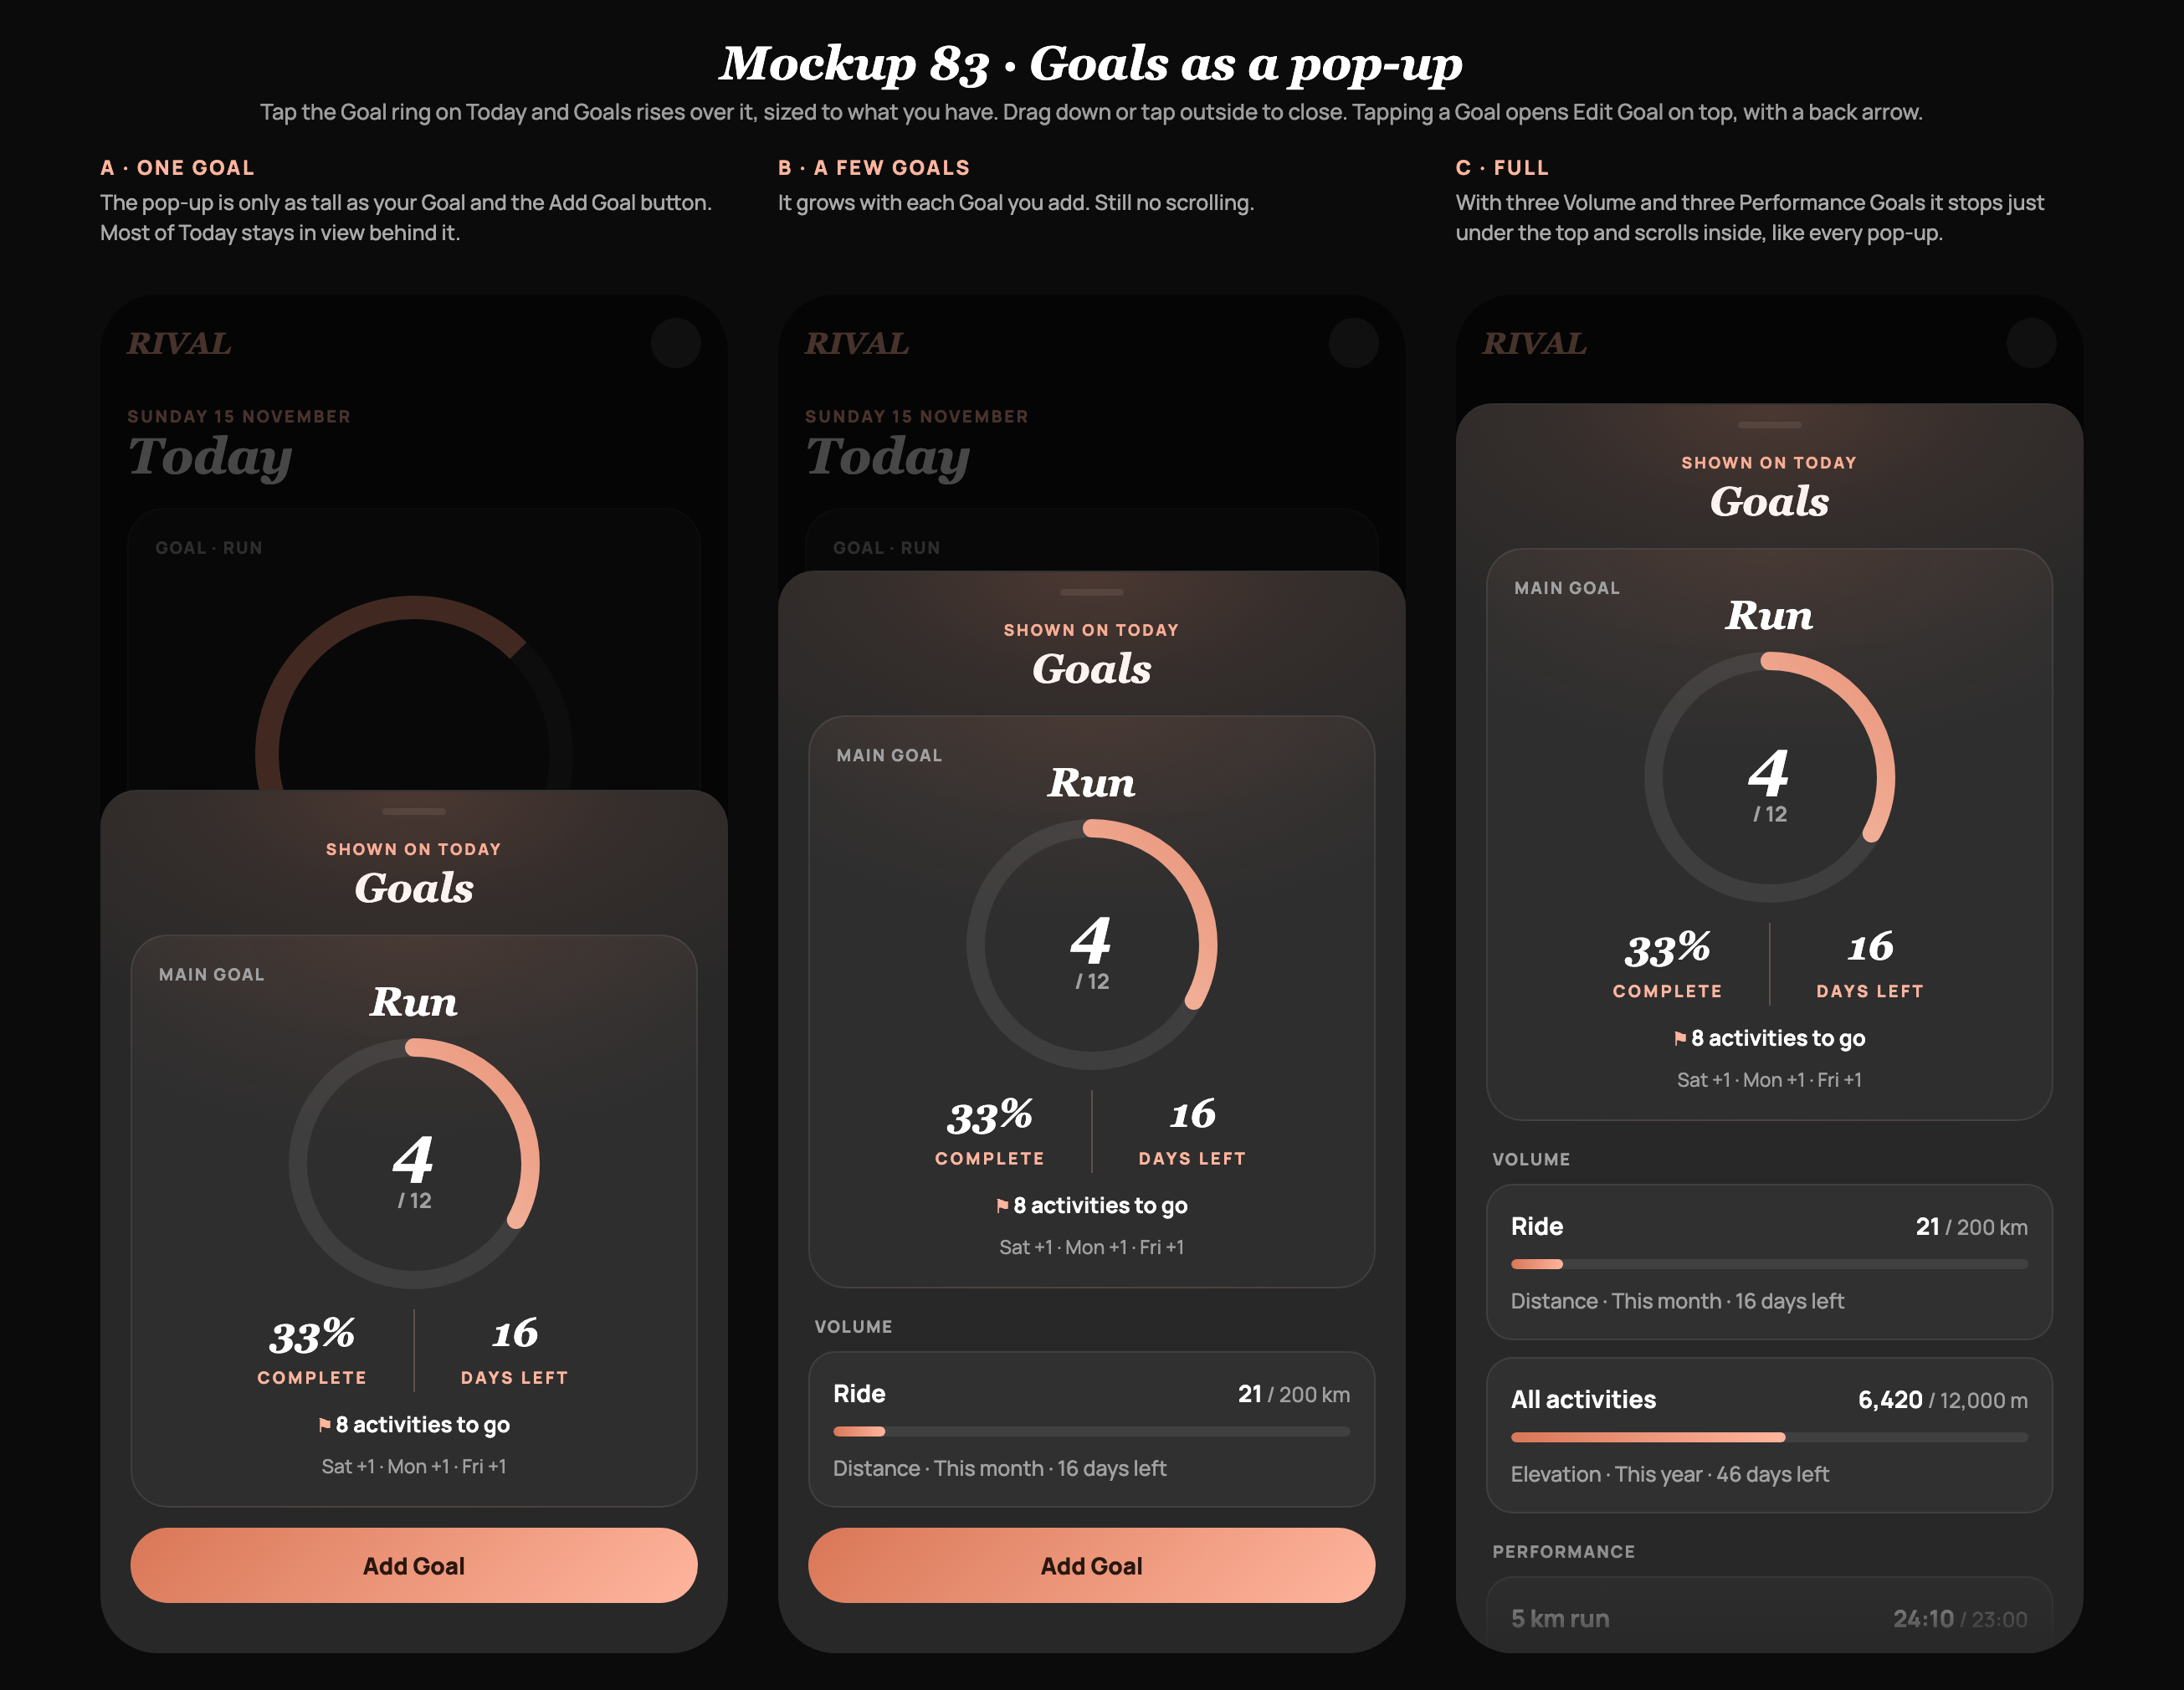 Mockup 83 · Goals as a pop-up
Tap the Goal ring on Today and Goals rises over it, sized to what you have. Drag down or tap outside to close. Tapping a Goal opens Edit Goal on top, with a back arrow.
A · ONE GOAL
The pop-up is only as tall as your Goal and the Add Goal button.
Most of Today stays in view behind it.
RIVAL
SUNDAY 15 NOVEMBER
Today
GOAL · RUN
SHOWN ON TODAY
Goals
MAIN GOAL
Run
4
/ 12
33% 16
COMPLETE DAYS LEFT
⚑ 8 activities to go
Sat +1 · Mon +1 · Fri +1
Add Goal
B · A FEW GOALS
It grows with each Goal you add. Still no scrolling.
RIVAL
SUNDAY 15 NOVEMBER
Today
GOAL · RUN
SHOWN ON TODAY
Goals
MAIN GOAL
Run
4
/ 12
33% 16
COMPLETE DAYS LEFT
⚑ 8 activities to go
Sat +1 · Mon +1 · Fri +1
VOLUME
Ride 21 / 200 km
Distance · This month · 16 days left
Add Goal
C · FULL
With three Volume and three Performance Goals it stops just
under the top and scrolls inside, like every pop-up.
RIVAL
SHOWN ON TODAY
Goals
MAIN GOAL
Run
4
/ 12
33% 16
COMPLETE DAYS LEFT
⚑ 8 activities to go
Sat +1 · Mon +1 · Fri +1
VOLUME
Ride 21 / 200 km
Distance · This month · 16 days left
All activities 6,420 / 12,000 m
Elevation · This year · 46 days left
PERFORMANCE
5 km run 24:10 / 23:00